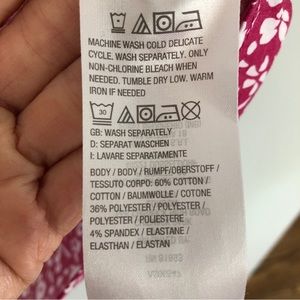 MACHINE WASH COLD DELICATE
CYCLE. WASH SEPARATELY. ONLY
NON-CHLORINE BLEACH WHEN
NEEDED. TUMBLE DRY LOW. WARM
IRON IF NEEDED
30
GB: WASH SEPARATELY
D: SEPARAT WASCHEN
I: LAVARE SEPARATAMENTE
BODY / BODY / RUMPF/OBERSTOFF /
TESSUTO CORPO: 60% COTTON /
COTTON / BAUMWOLLE / COTONE
36% POLYESTER / POLYESTER /
POLYESTER / POLIESTERE
4% SPANDEX / ELASTANE /
ELASTHAN / ELASTAN